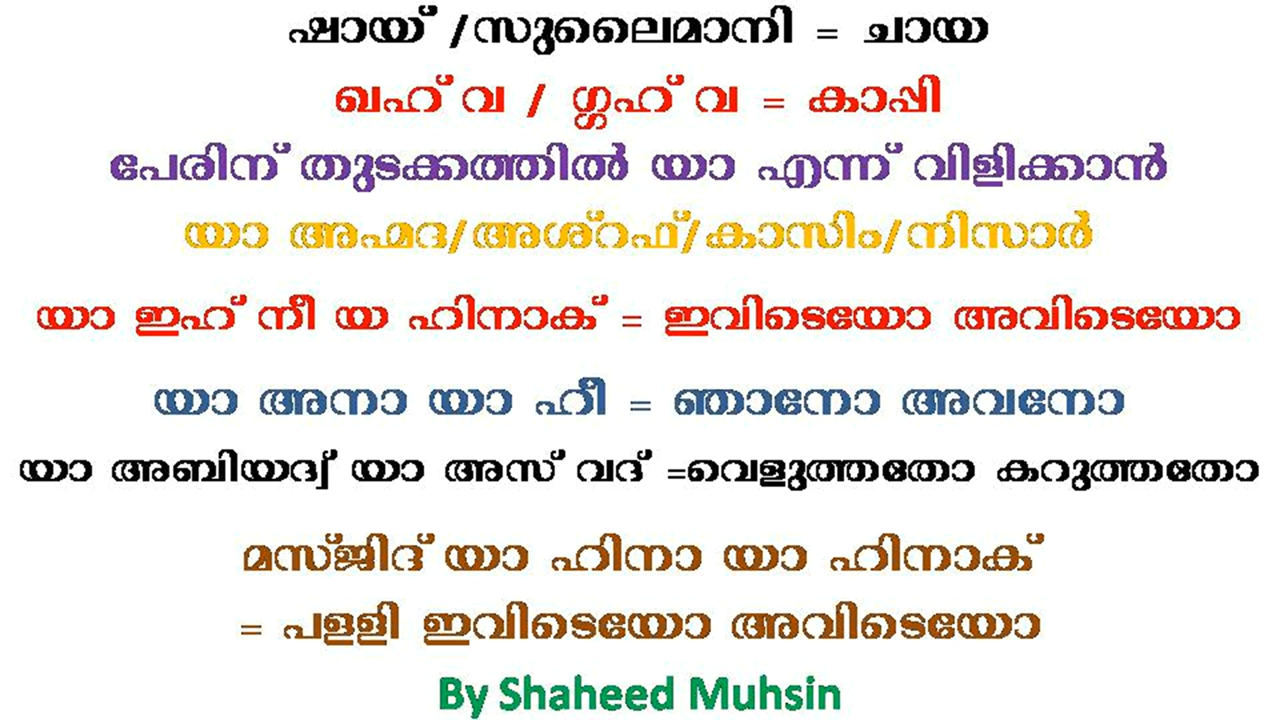 ഷായ് /സുലൈമാനി = ചായ
ഖഹ് വ / ഗ്ഗഹ് വ = കാപ്പി
പേരിന് തുടക്കത്തിൽ യാ എന്ന് വിളിക്കാൻ
യാ അഹ്മദ/അശ്റഫ്/കാസിം/നിസാർ
യാ ഇഹ് നീ യ ഹിനാക് = ഇവിടെയോ അവിടെയോ
യാ അനാ യാ ഹീ = ഞാനോ അവനോ
യാ അബിയദ്വ് യാ അസ് വദ് =വെളുത്തതോ കറുത്തതോ
മസ്ജിദ് യാ ഹിനാ യാ ഹിനാക്
= പള്ളി ഇവിടെയോ അവിടെയോ
By Shaheed Muhsin